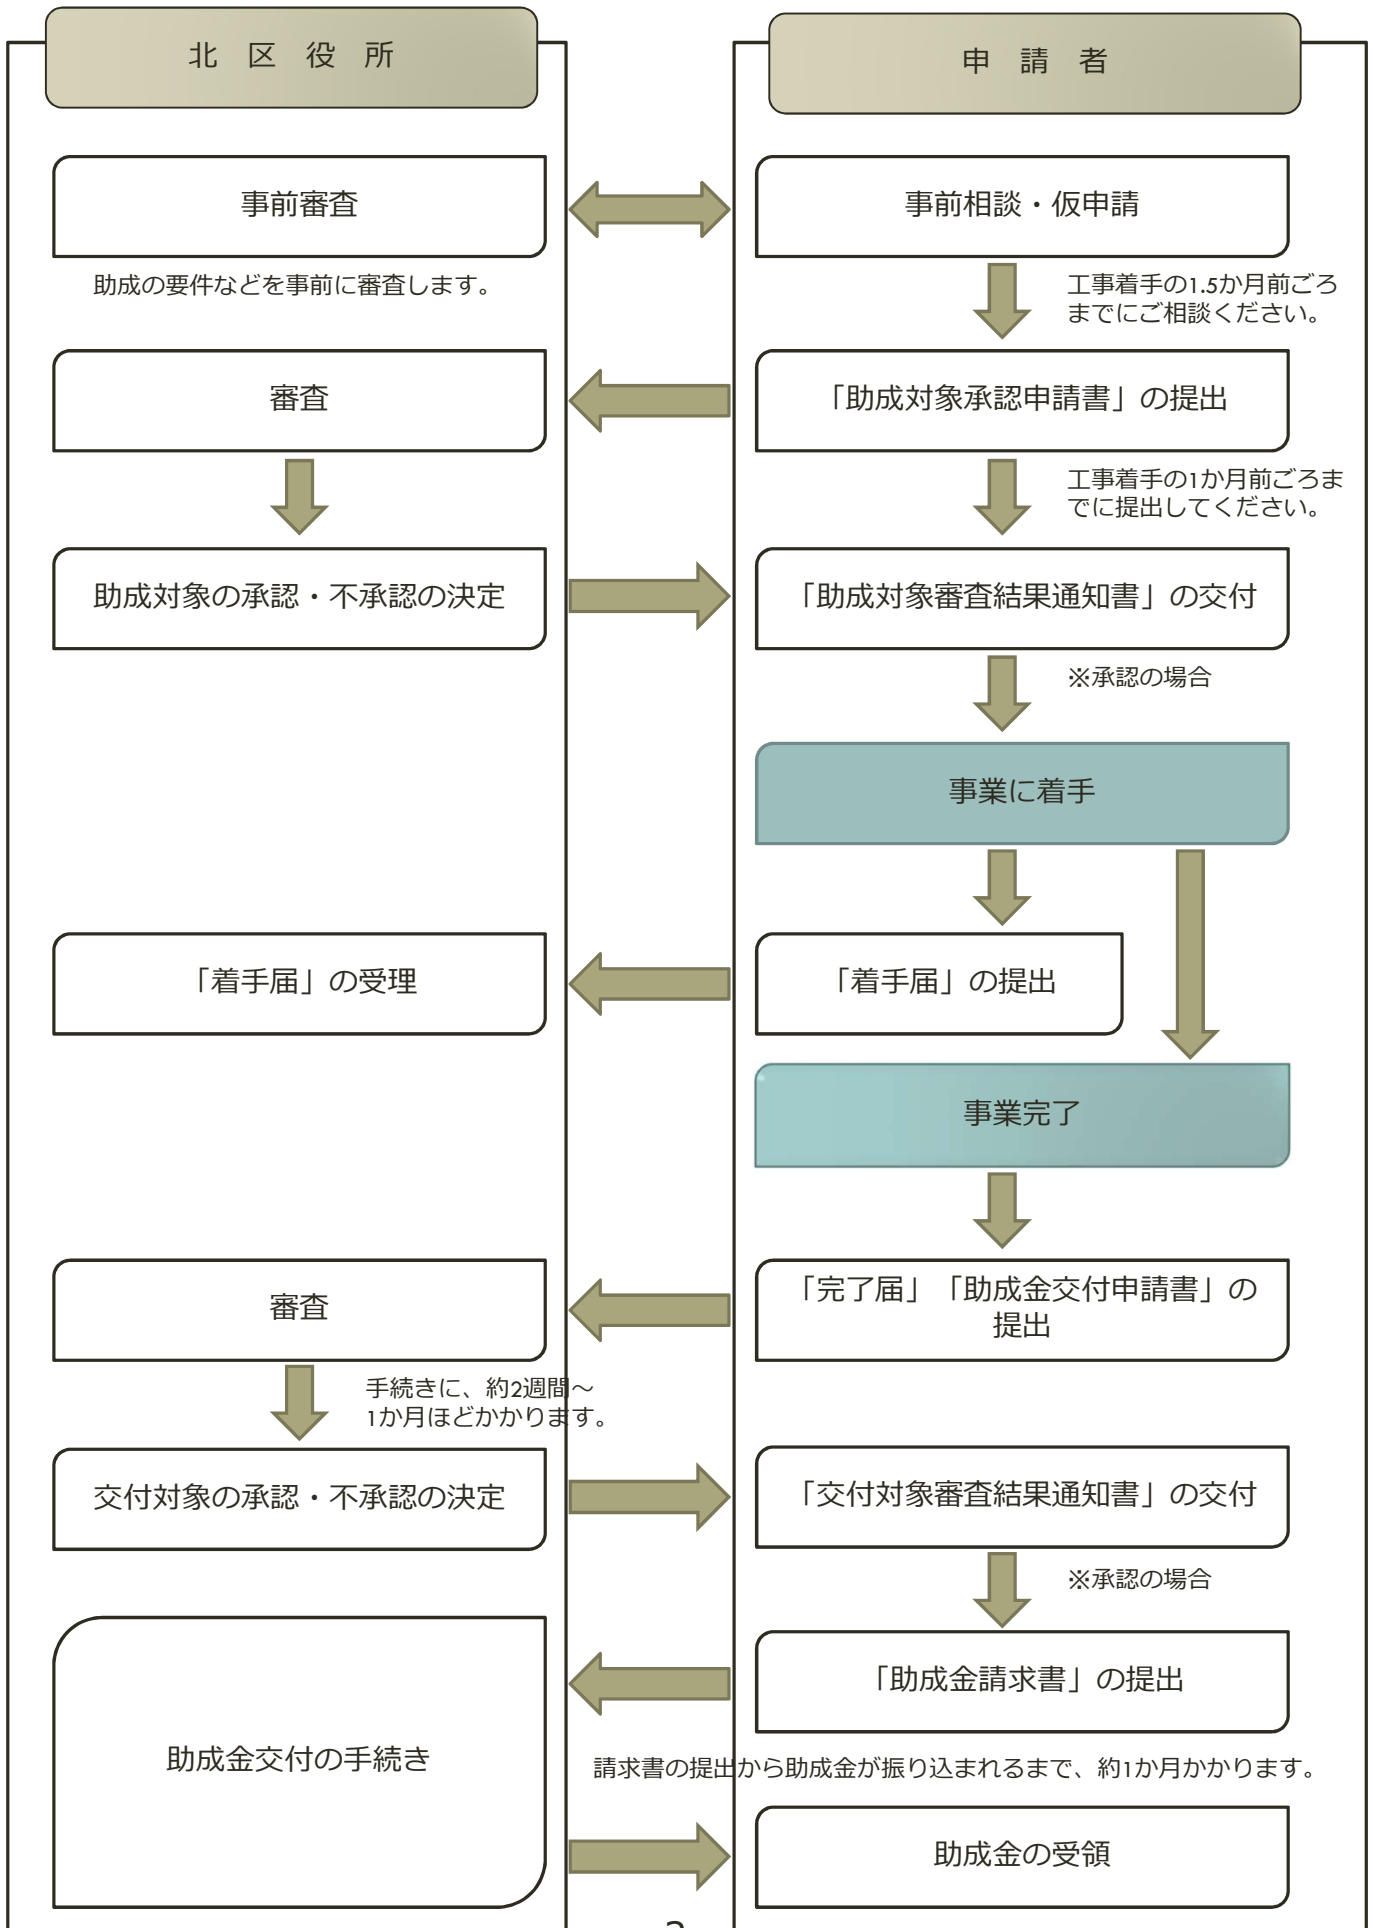 北区役所
申請者
事前審査
事前相談・仮申請
助成の要件などを事前に審査します。
工事着手の1.5か月前ごろ
までにご相談ください。
審査
「助成対象承認申請書」の提出
工事着手の1か月前ごろま
でに提出してください。
助成対象の承認・不承認の決定
「助成対象審査結果通知書」の交付
※承認の場合
事業に着手
「着手届」の受理
「着手届」の提出
事業完了
審査
「完了届」「助成金交付申請書」の
提出
手続きに、約2週間～
1か月ほどかかります。
交付対象の承認・不承認の決定
「交付対象審査結果通知書」の交付
※承認の場合
「助成金請求書」の提出
助成金交付の手続き
請求書の提出から助成金が振り込まれるまで、約1か月かかります。
助成金の受領